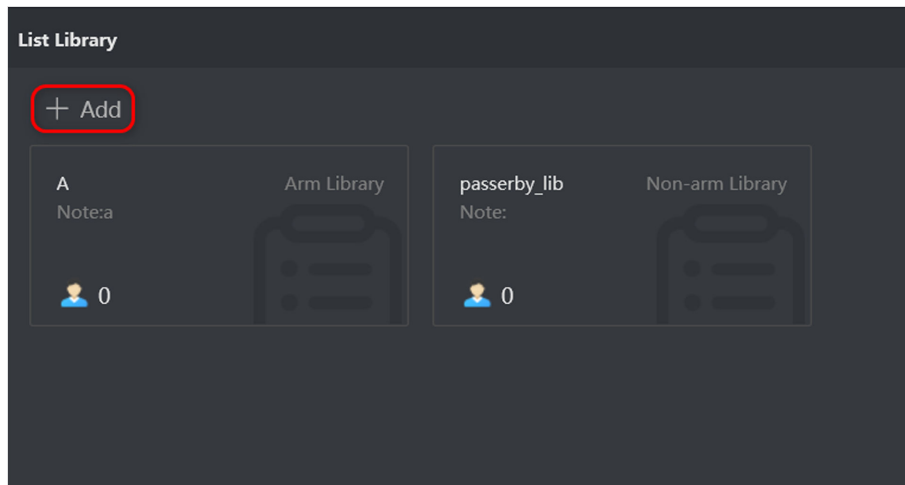 List Library
+ Add
A Arm Library
Note:a
0
passerby_lib Non-arm Library
Note:
0